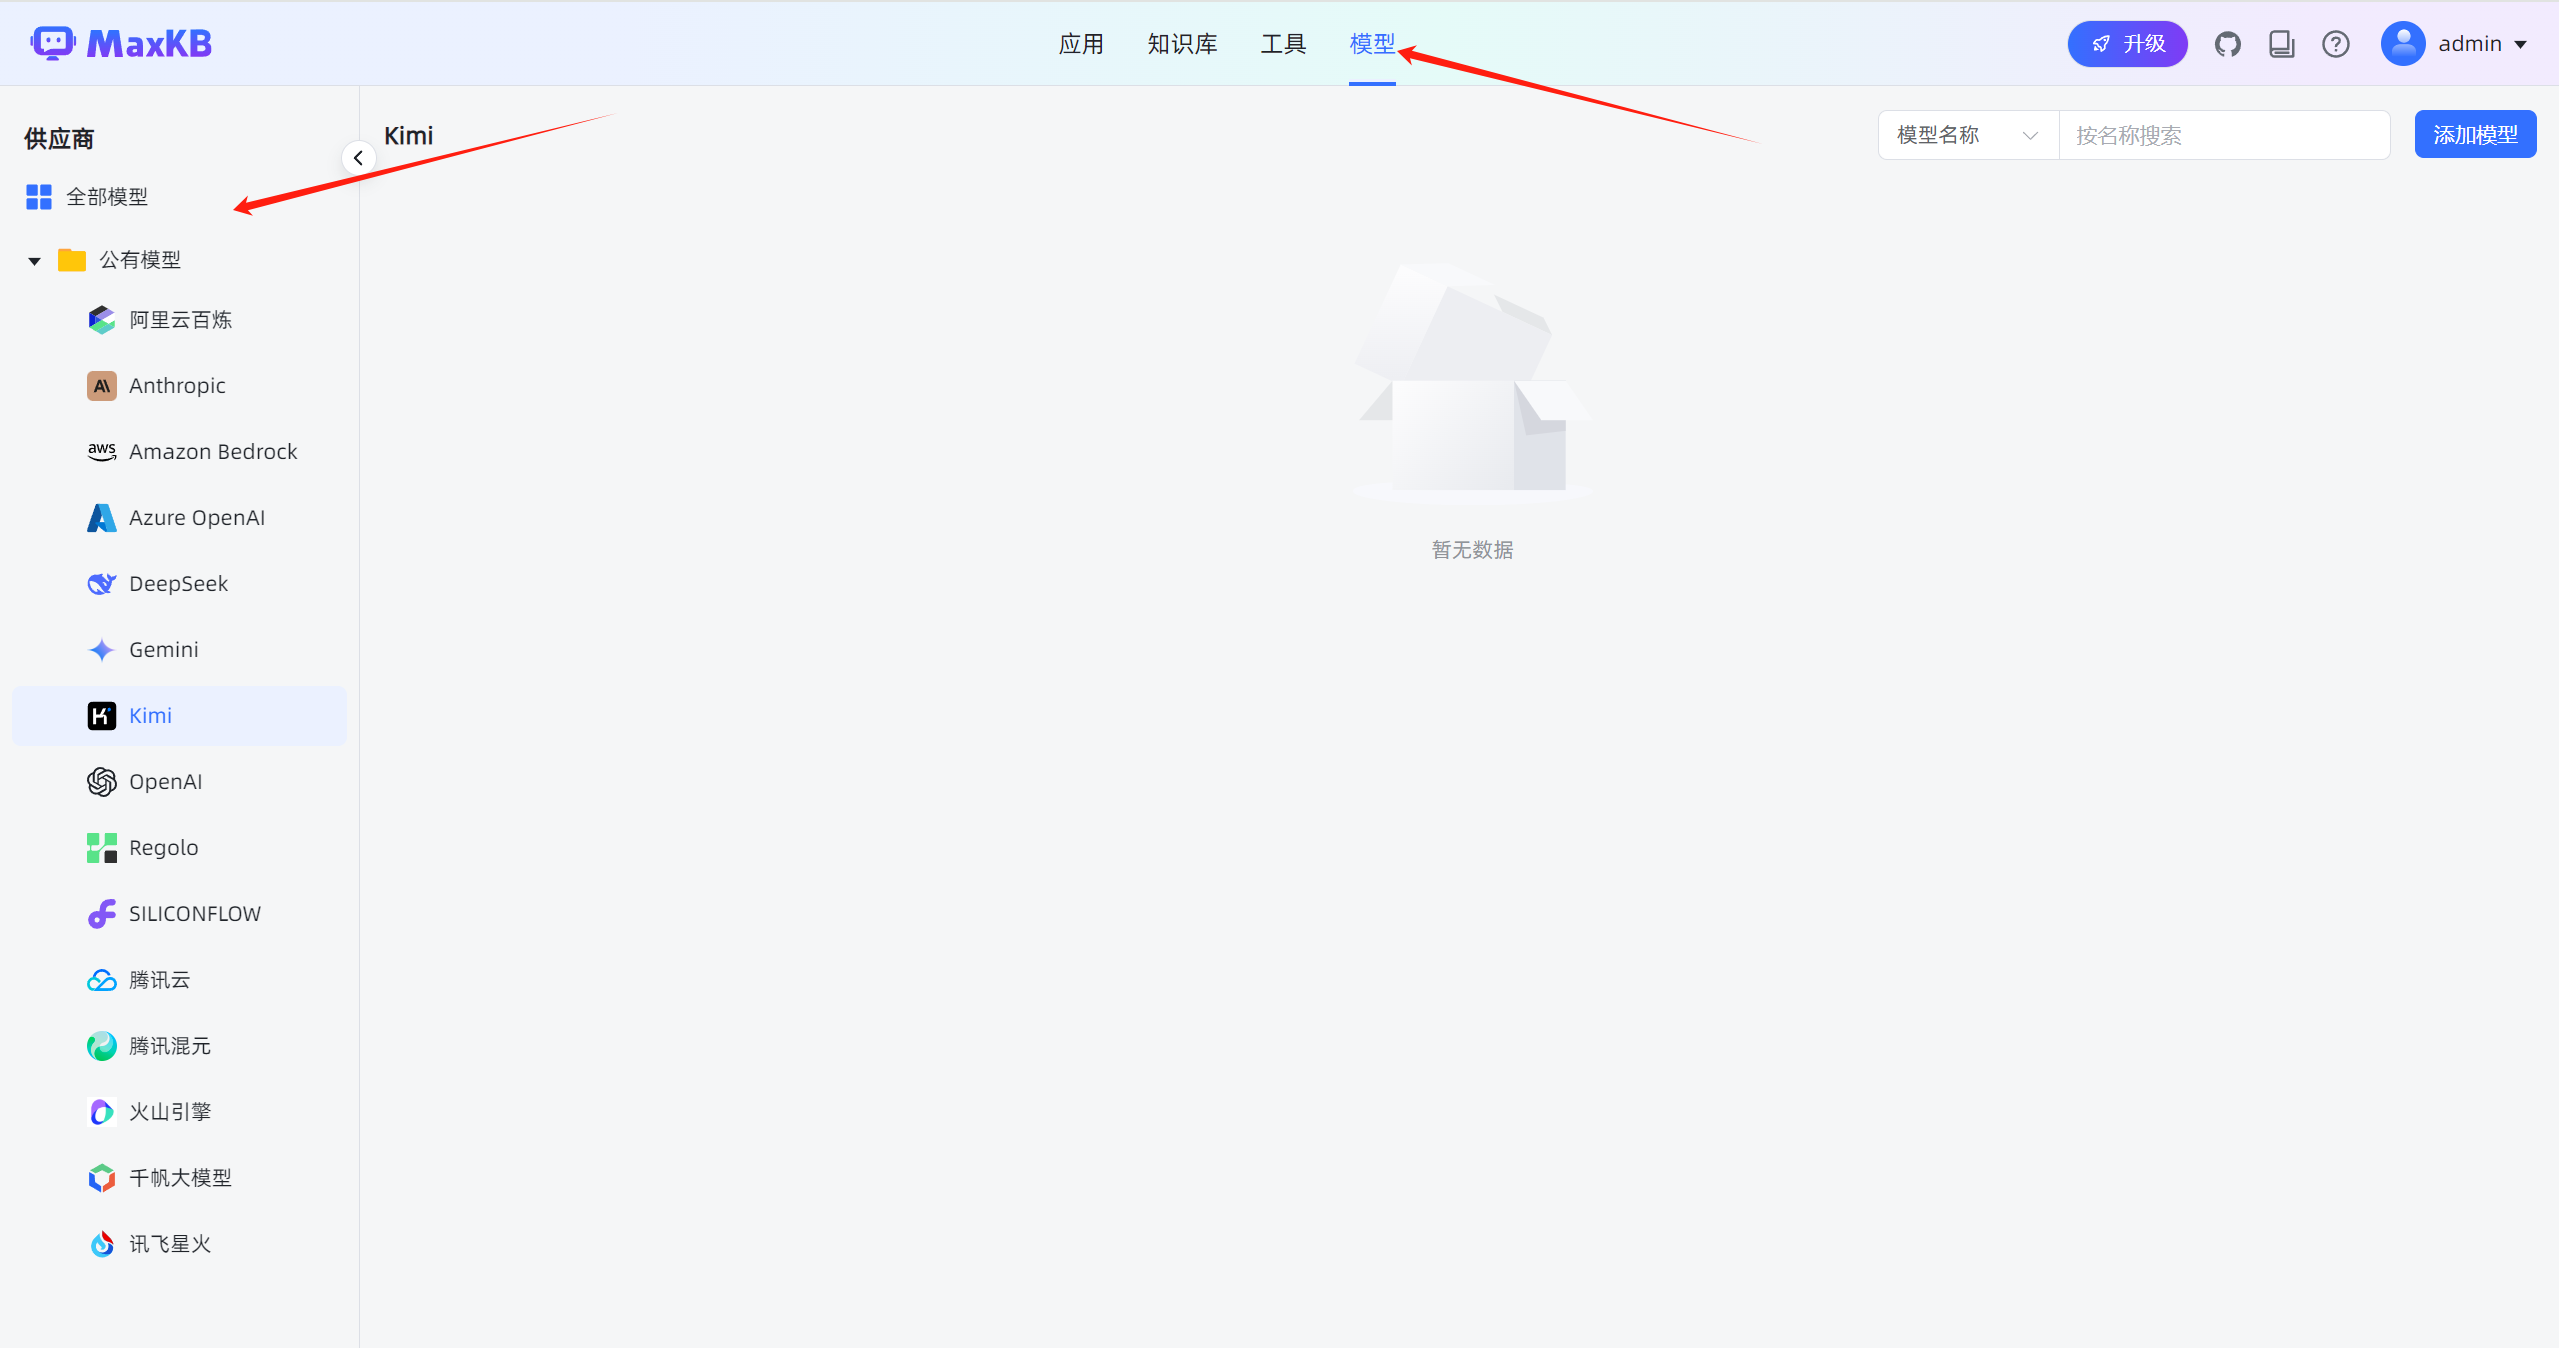 MaxKB
应用
知识库
工具
模型
升级
admin
供应商
全部模型
公有模型
阿里云百炼
Anthropic
aws
Amazon Bedrock
Azure OpenAI
DeepSeek
Gemini
Kimi
OpenAI
Regolo
SILICONFLOW
腾讯云
腾讯混元
火山引擎
千帆大模型
讯飞星火
Kimi
模型名称
按名称搜索
添加模型
暂无数据